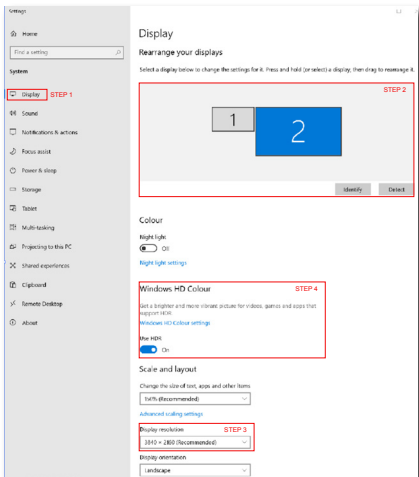 Settings
Home
Find a setting
System
Display STEP 1
Sound
Notifications & actions
Focus assist
Power & sleep
Storage
Tablet
Multi-tasking
Projecting to this PC
Shared experiences
Clipboard
Remote Desktop
About
Display
Rearrange your displays
Select a display below to change the settings for it. Press and hold (or select) a display, then drag to rearrange it.
STEP 2
1
2
Identify Detect
Colour
Night light
Off
Night light settings
Windows HD Colour STEP 4
Get a brighter and more vibrant picture for videos, games and apps that
support HDR
Windows HD Colour settings
Use HDR
On
Scale and layout
Change the size of text, apps and other items
(Recommended)
Advanced scaling settings
Display resolution STEP 3
3840 × 2160 (Recommended)
Display orientation
Landscape